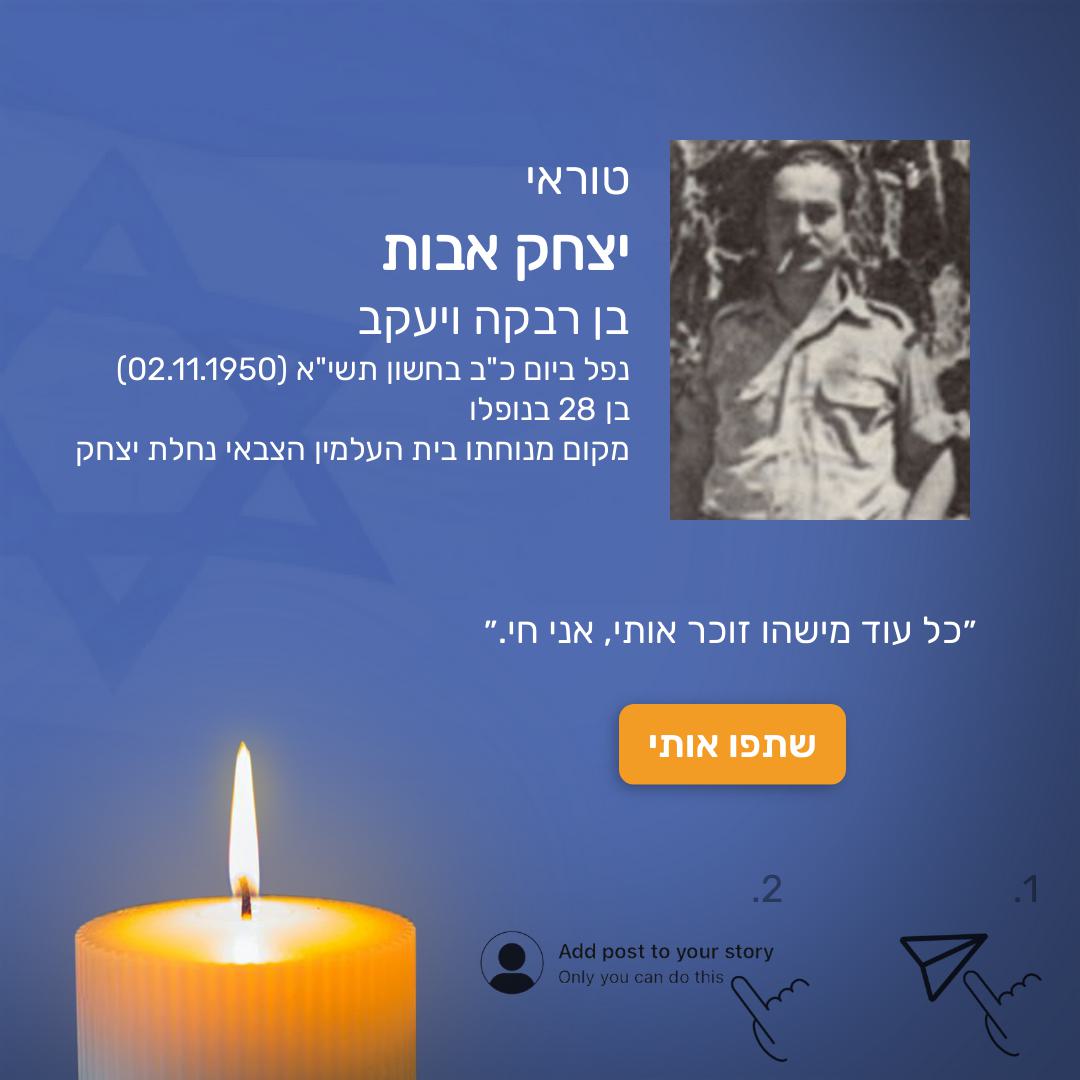 טוראי
יצחק אבות
בן רבקה ויעקב
נפל ביום כ"ב בחשון תשי"א (02.11.1950)
בן 28 בנופלו
מקום מנוחתו בית העלמין הצבאי נחלת יצחק
״כל עוד מישהו זוכר אותי, אני חי.״
שתפו אותי
1.
2.
Add post to your story
Only you can do this